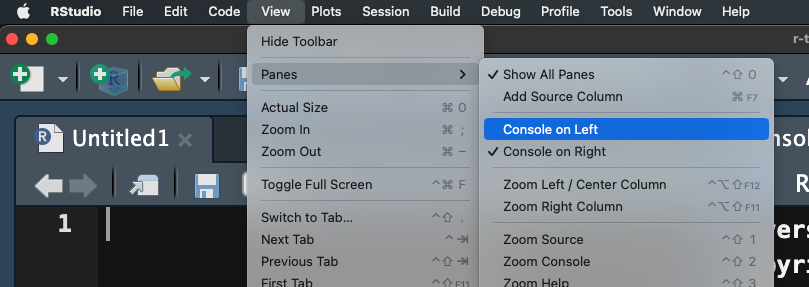 RStudio File Edit Code View Plots Session Build Debug Profile Tools Window Help
Hide Toolbar
Panes
Show All Panes ⌃⇧ 0
Add Source Column ⌘ F7
Actual Size ⌘ 0
Zoom In ⌘ ;
Zoom Out ⌘ −
Console on Left
Console on Right
Toggle Full Screen ⌃⌘ F
Zoom Left / Center Column ⌃⌥⇧ F12
Zoom Right Column ⌃⌥⇧ F11
Switch to Tab... ⌃⇧ .
Next Tab ⌃⇥
Previous Tab ⌃⇧⇥
First Tab ⌃⇧ F11
Zoom Source ⌃⇧ 1
Zoom Console ⌃⇧ 2
Zoom Help ⌃⇧ 3
R Untitled1
1
r-t
R